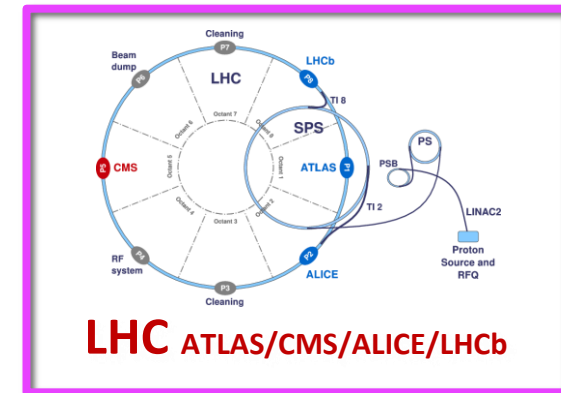 Cleaning
P7
Beam
dump
P6
LHC
LHCb
P8
TI 8
Octant 7
Octant 6
Octant 8
SPS
PS
PSB
P5
CMS
Octant 5
Octant 1
ATLAS
P1
LINAC2
Octant 4
Octant 2
TI 2
Octant 3
RF
system
P4
P2
ALICE
Proton
Source and
RFQ
P3
Cleaning
LHC ATLAS/CMS/ALICE/LHCb